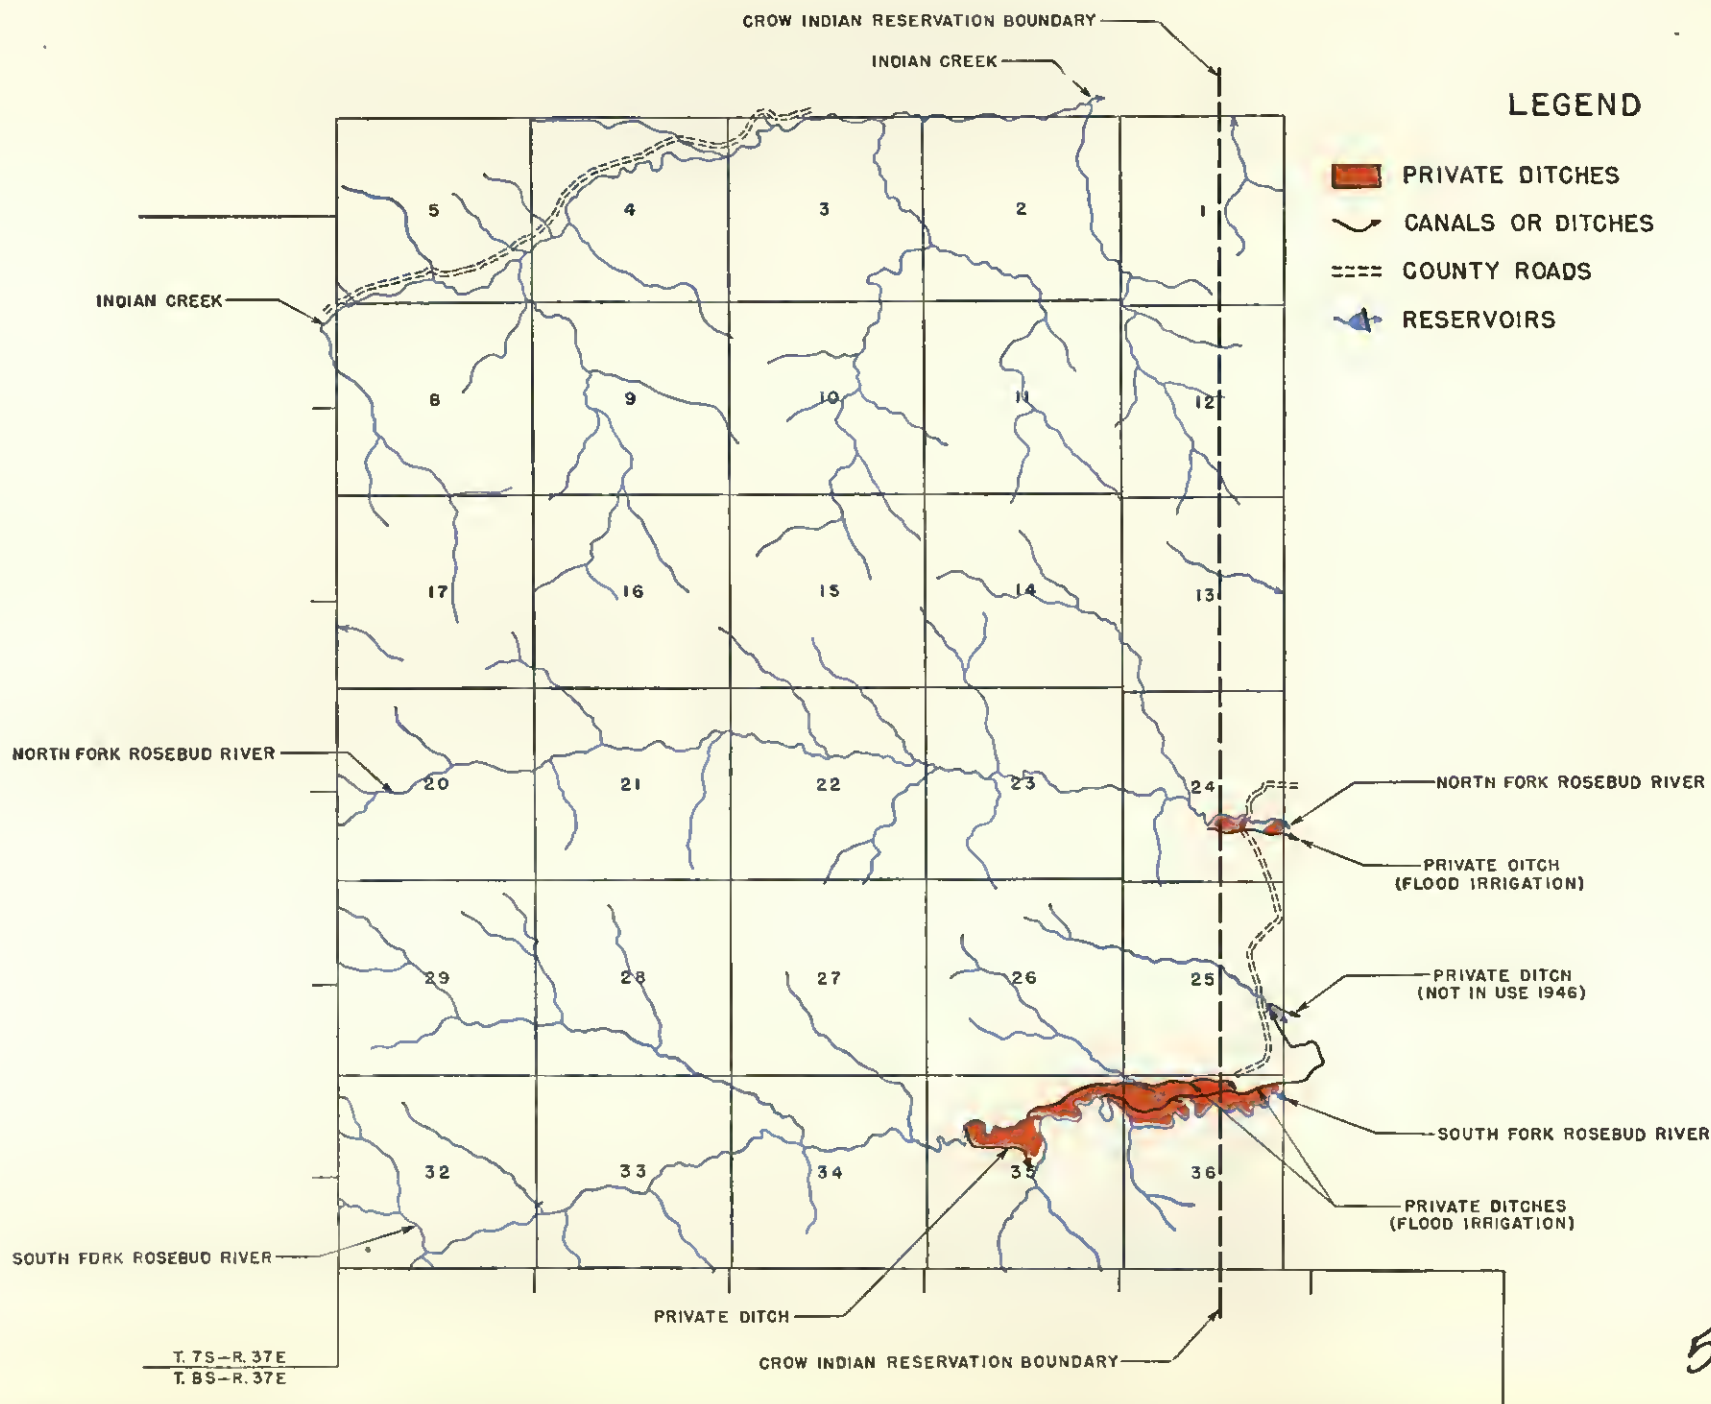 CROW INDIAN RESERVATION BOUNDARY
INDIAN CREEK
LEGEND
PRIVATE DITCHES
CANALS OR DITCHES
COUNTY ROADS
RESERVOIRS
5 4 3 2 1
INDIAN CREEK
8 9 10 11 12
17 16 15 14 13
NORTH FORK ROSEBUD RIVER
20 21 22 23 24
NORTH FORK ROSEBUD RIVER
PRIVATE DITCH
(FLOOD IRRIGATION)
29 28 27 26 25
PRIVATE DITCH
(NOT IN USE 1946)
SOUTH FORK ROSEBUD RIVER
32 33 34 35 36
PRIVATE DITCHES
(FLOOD IRRIGATION)
SOUTH FORK ROSEBUD RIVER
PRIVATE DITCH
CROW INDIAN RESERVATION BOUNDARY
T. 7S-R. 37E
T. 8S-R. 37E
5